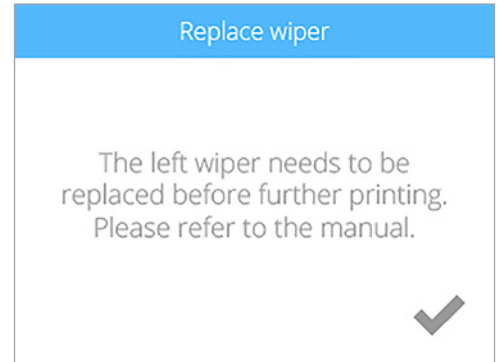 Replace wiper
The left wiper needs to be
replaced before further printing.
Please refer to the manual.